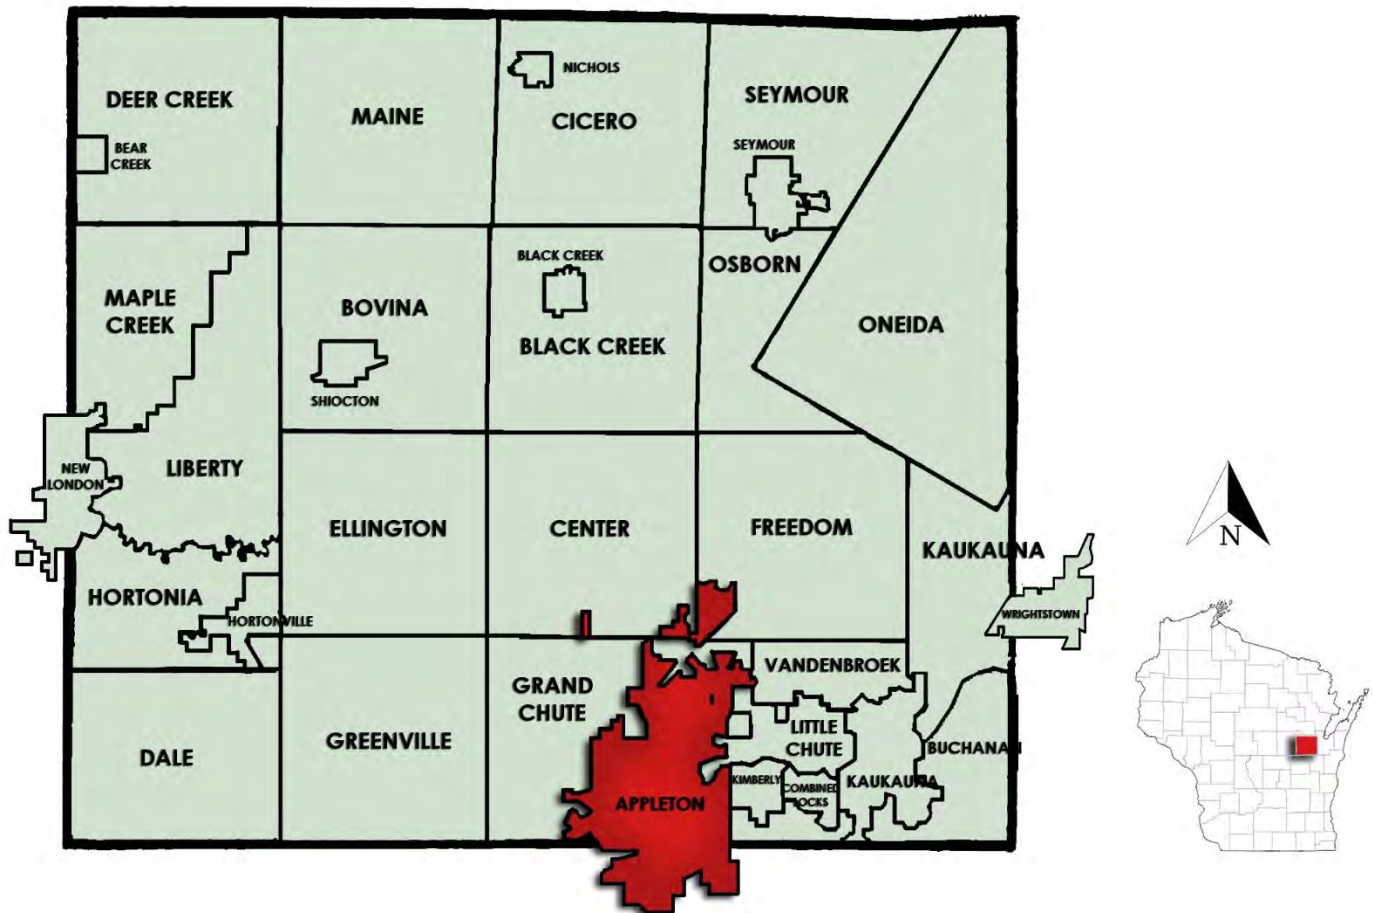 NICHOLS
DEER CREEK
MAINE
CICERO
SEYMOUR
BEAR
CREEK
SEYMOUR
BLACK CREEK
OSBORN
MAPLE
CREEK
BOVINA
BLACK CREEK
ONEIDA
SHIOCTON
NEW
LONDON
LIBERTY
ELLINGTON
CENTER
FREEDOM
KAUKAUNA
N
HORTONIA
HORTONVILLE
WRIGHTSTOWN
VANDENBROEK
GRAND
CHUTE
LITTLE
CHUTE
DALE
GREENVILLE
BUCHANAN
KIMBERLY
COMBINED
LOCKS
KAUKAUNA
APPLETON